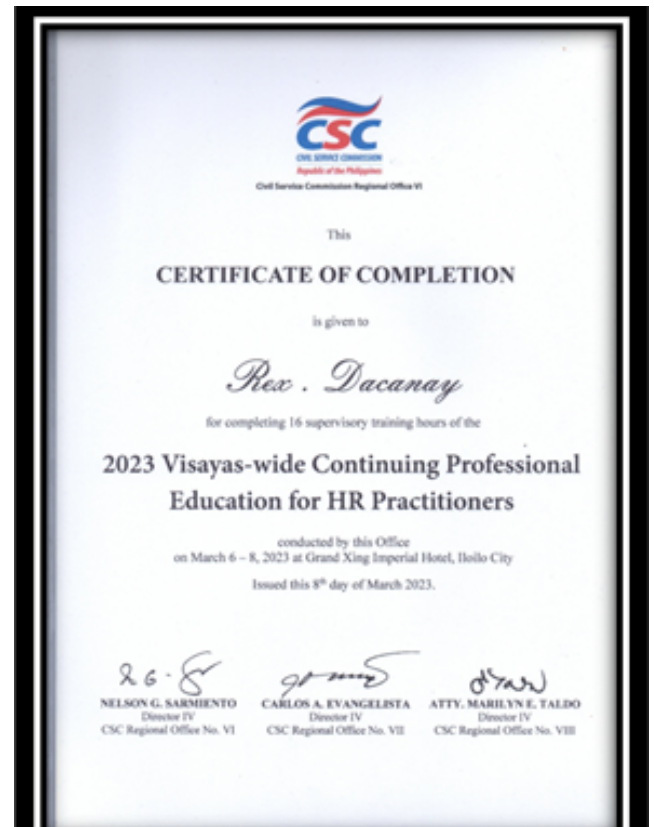 CSC
CIVIL SERVICE COMMISSION
Republic of the Philippines
Civil Service Commission Regional Office VI
This
CERTIFICATE OF COMPLETION
is given to
Rex . Dacanay
for completing 16 supervisory training hours of the
2023 Visayas-wide Continuing Professional
Education for HR Practitioners
conducted by this Office
on March 6 – 8, 2023 at Grand Xing Imperial Hotel, Iloilo City
Issued this 8th day of March 2023.
NELSON G. SARMIENTO CARLOS A. EVANGELISTA ATTY. MARILYN E. TALDO
Director IV Director IV Director IV
CSC Regional Office No. VI CSC Regional Office No. VII CSC Regional Office No. VIII